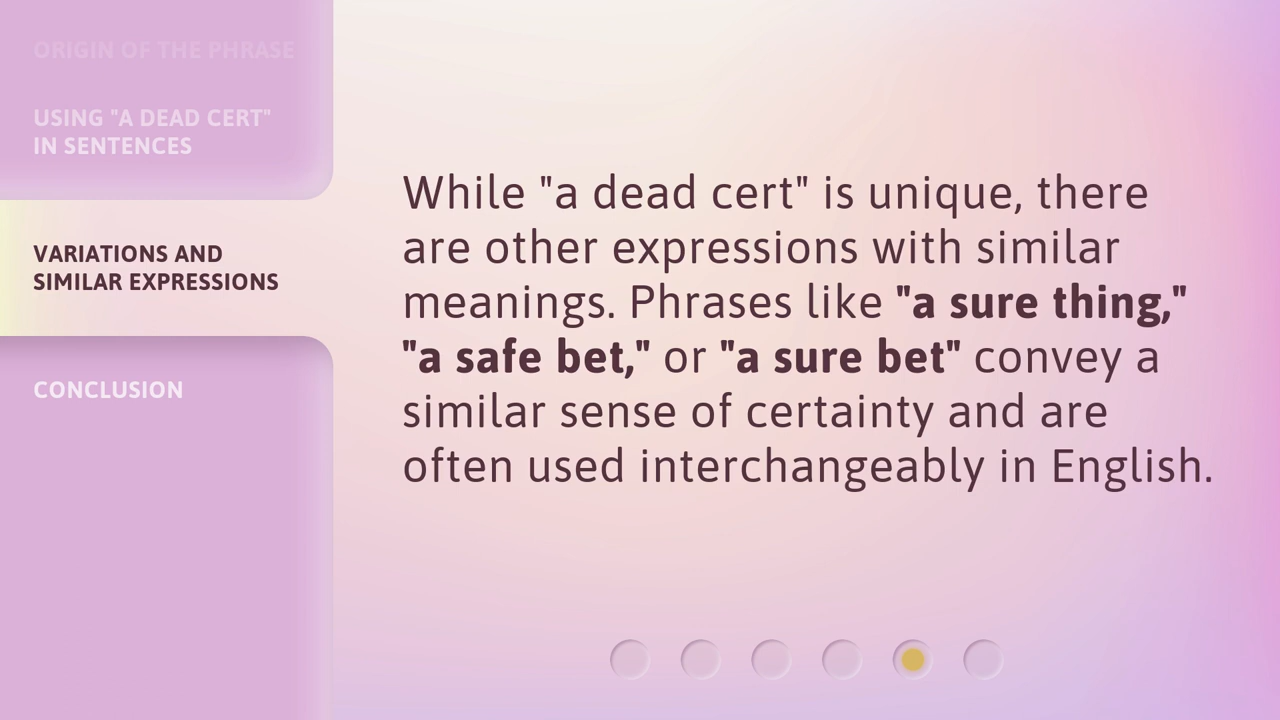 ORIGIN OF THE PHRASE
USING "A DEAD CERT"
IN SENTENCES
VARIATIONS AND
SIMILAR EXPRESSIONS
CONCLUSION
While "a dead cert" is unique, there
are other expressions with similar
meanings. Phrases like "a sure thing,"
"a safe bet," or "a sure bet" convey a
similar sense of certainty and are
often used interchangeably in English.